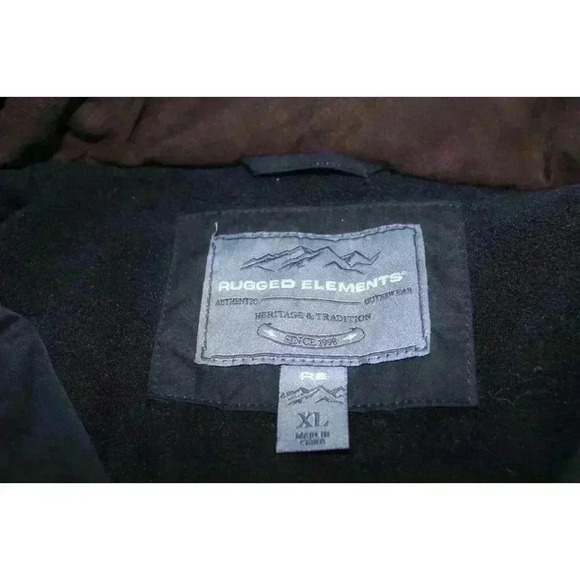 RUGGED ELEMENTS®
AUTHENTIC OUTERWEAR
HERITAGE & TRADITION
SINCE 1998
RE
XL
MADE IN
CHINA